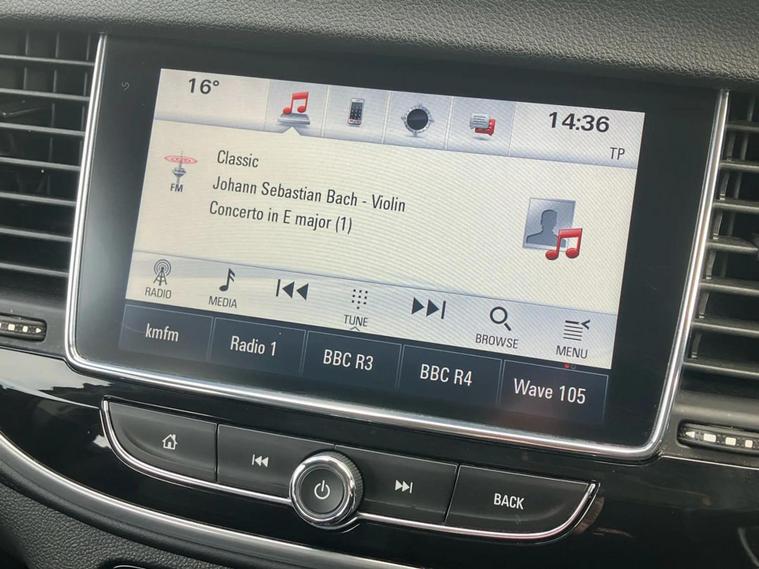 16°
14:36
TP
FM
Classic
Johann Sebastian Bach - Violin
Concerto in E major (1)
RADIO
MEDIA
TUNE
BROWSE
MENU
kmfm
Radio 1
BBC R3
BBC R4
Wave 105
BACK